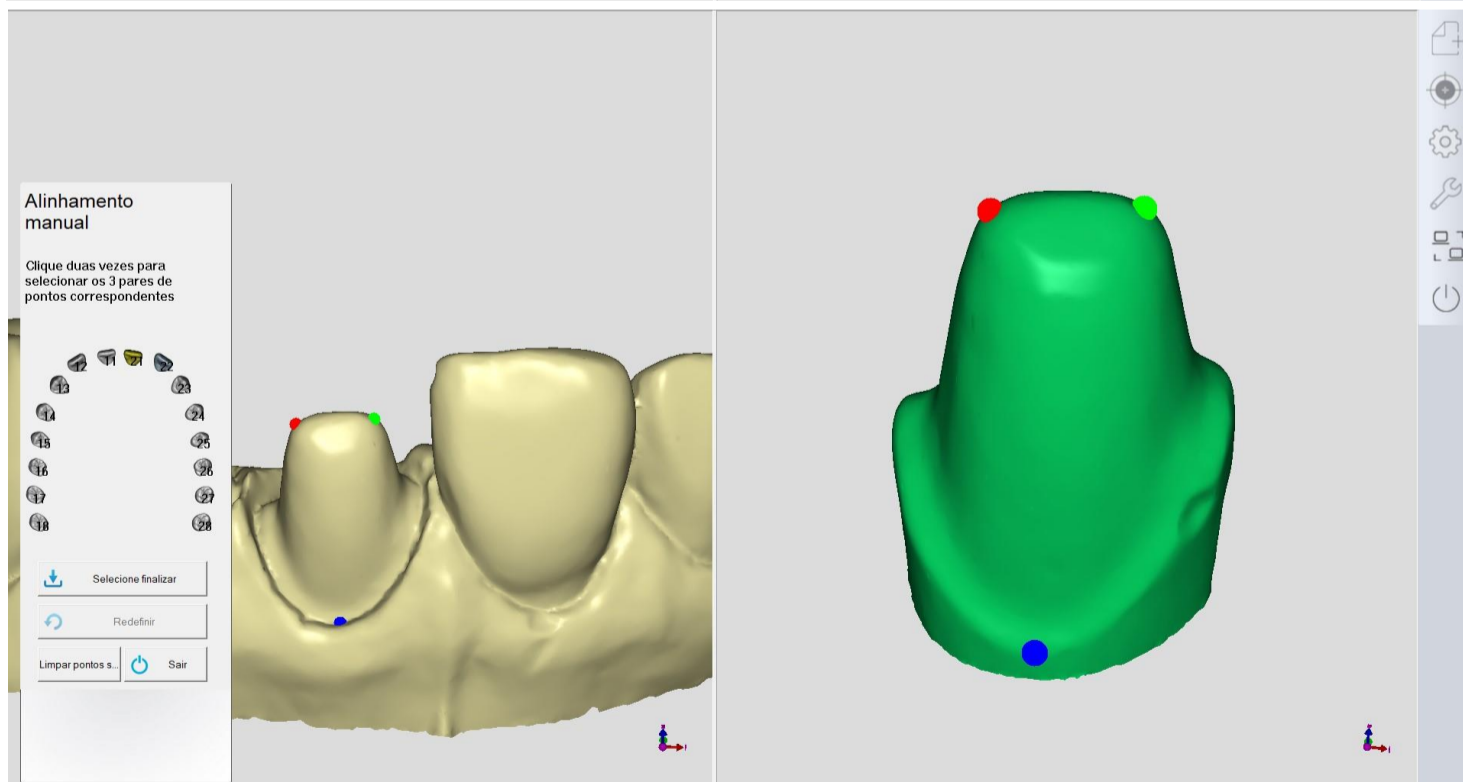 Alinhamento
manual
Clique duas vezes para
selecionar os 3 pares de
pontos correspondentes
12 11 21 22
13 23
14 24
15 25
16 26
17 27
18 28
Selecione finalizar
Redefinir
Limpar pontos s... Sair